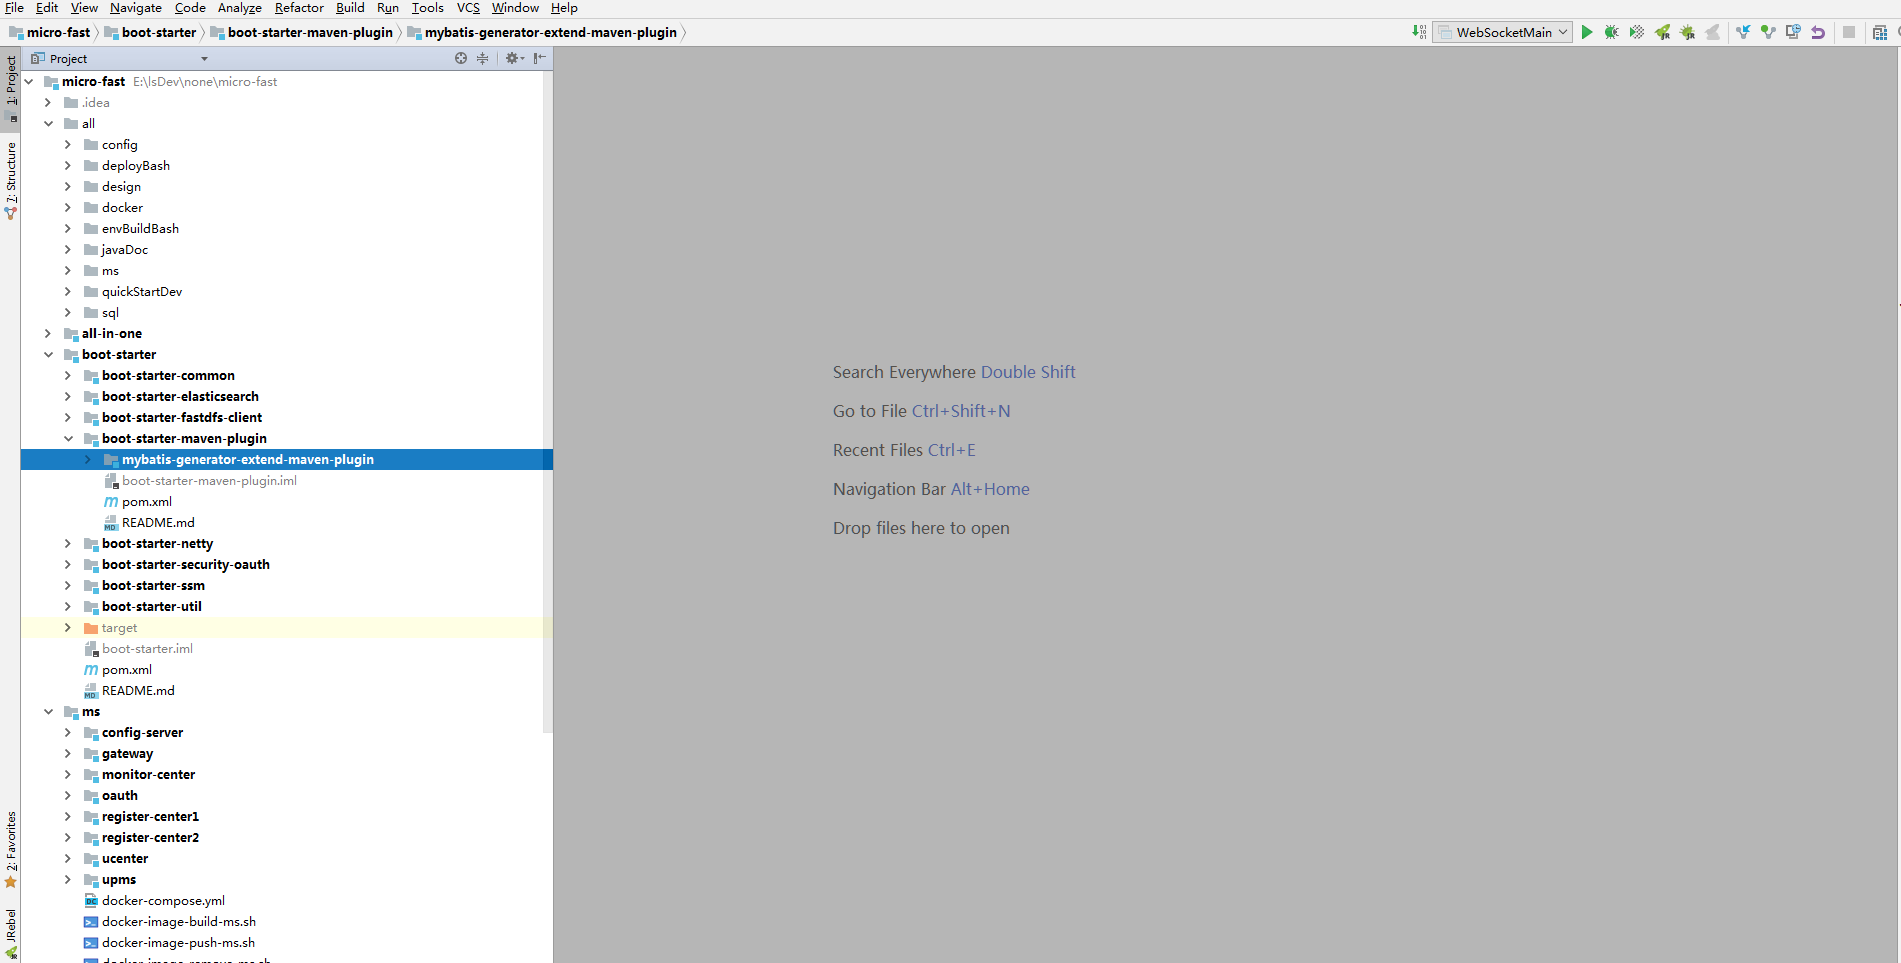 File Edit View Navigate Code Analyze Refactor Build Run Tools VCS Window Help
micro-fast boot-starter boot-starter-maven-plugin mybatis-generator-extend-maven-plugin WebSocketMain
1: Project
7: Structure
2: Favorites
JRebel
Project
micro-fast E:\lsDev\none\micro-fast
.idea
all
config
deployBash
design
docker
envBuildBash
javaDoc
ms
quickStartDev
sql
all-in-one
boot-starter
boot-starter-common
boot-starter-elasticsearch
boot-starter-fastdfs-client
boot-starter-maven-plugin
mybatis-generator-extend-maven-plugin
boot-starter-maven-plugin.iml
pom.xml
README.md
boot-starter-netty
boot-starter-security-oauth
boot-starter-ssm
boot-starter-util
target
boot-starter.iml
pom.xml
README.md
ms
config-server
gateway
monitor-center
oauth
register-center1
register-center2
ucenter
upms
docker-compose.yml
docker-image-build-ms.sh
docker-image-push-ms.sh
Search Everywhere Double Shift
Go to File Ctrl+Shift+N
Recent Files Ctrl+E
Navigation Bar Alt+Home
Drop files here to open